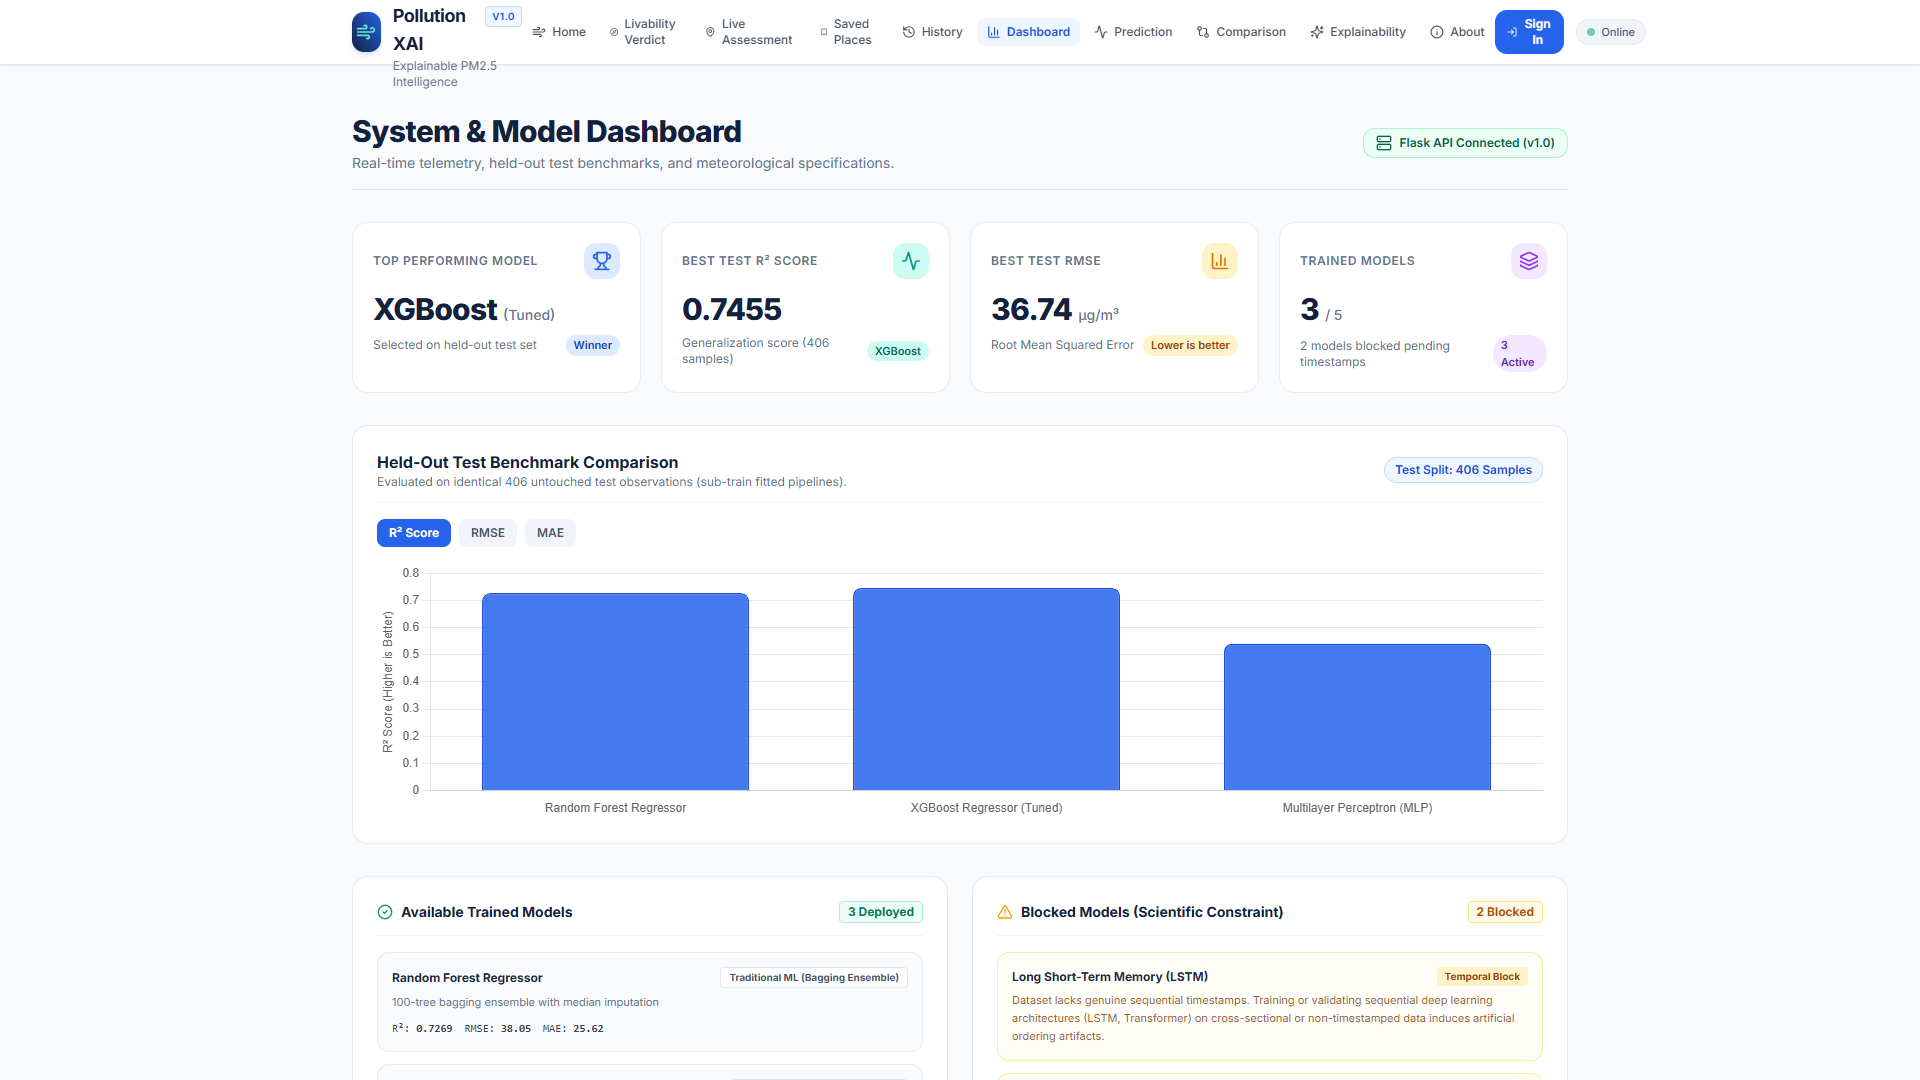 Pollution XAI
V1.0
Explainable PM2.5 Intelligence
Home
Livability Verdict
Live Assessment
Saved Places
History
Dashboard
Prediction
Comparison
Explainability
About
Sign In
Online
System & Model Dashboard
Real-time telemetry, held-out test benchmarks, and meteorological specifications.
Flask API Connected (v1.0)
TOP PERFORMING MODEL
XGBoost (Tuned)
Selected on held-out test set
Winner
BEST TEST R² SCORE
0.7455
Generalization score (406 samples)
XGBoost
BEST TEST RMSE
36.74 µg/m³
Root Mean Squared Error
Lower is better
TRAINED MODELS
3 / 5
2 models blocked pending timestamps
3 Active
Held-Out Test Benchmark Comparison
Evaluated on identical 406 untouched test observations (sub-train fitted pipelines).
Test Split: 406 Samples
R² Score
RMSE
MAE
R² Score (Higher is Better)
0.8
0.7
0.6
0.5
0.4
0.3
0.2
0.1
0
Random Forest Regressor
XGBoost Regressor (Tuned)
Multilayer Perceptron (MLP)
Available Trained Models
3 Deployed
Random Forest Regressor
Traditional ML (Bagging Ensemble)
100-tree bagging ensemble with median imputation
R²: 0.7269 RMSE: 38.05 MAE: 25.62
Blocked Models (Scientific Constraint)
2 Blocked
Long Short-Term Memory (LSTM)
Temporal Block
Dataset lacks genuine sequential timestamps. Training or validating sequential deep learning
architectures (LSTM, Transformer) on cross-sectional or non-timestamped data induces artificial
ordering artifacts.